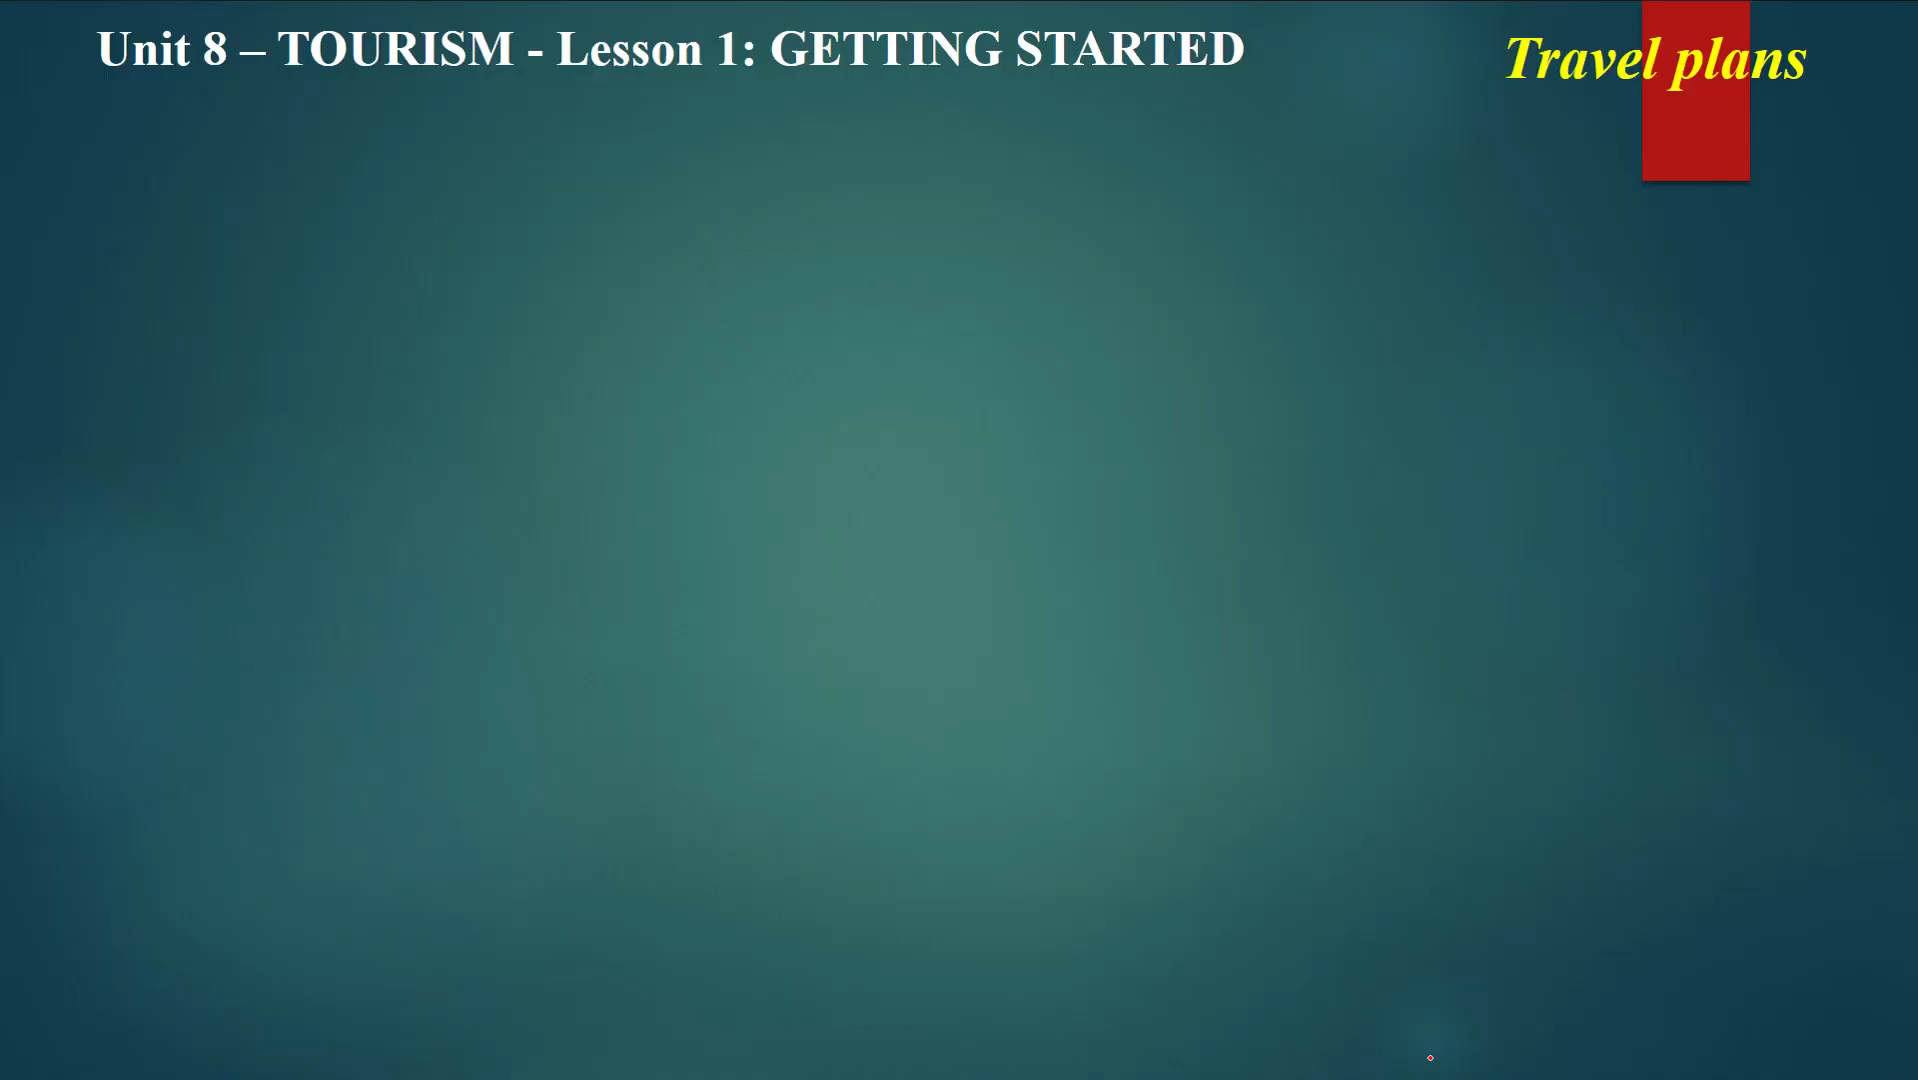 Unit 8 – TOURISM - Lesson 1: GETTING STARTED
Travel plans